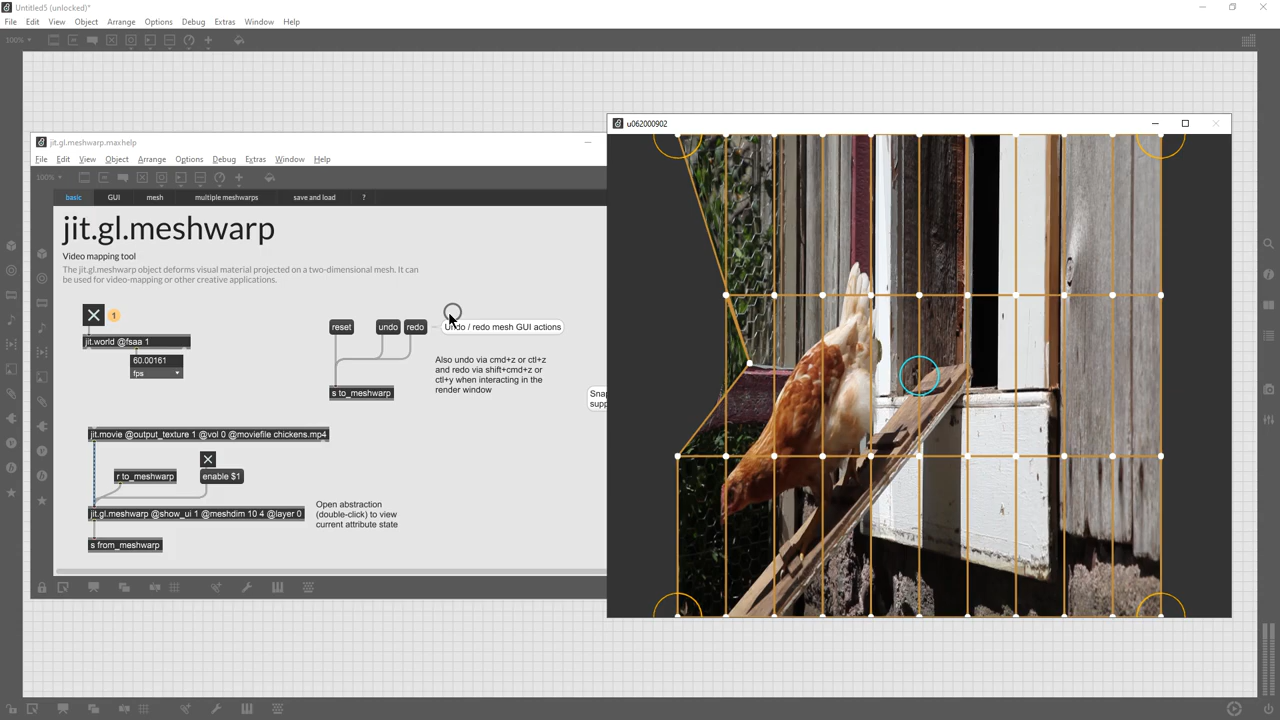 Untitled5 (unlocked)*
File Edit View Object Arrange Options Debug Extras Window Help
100%
u062000902
jit.gl.meshwarp.maxhelp
File Edit View Object Arrange Options Debug Extras Window Help
100%
basic GUI mesh multiple meshwarps save and load ?
jit.gl.meshwarp
Video mapping tool
The jit.gl.meshwarp object deforms visual material projected on a two-dimensional mesh. It can
be used for video-mapping or other creative applications.
1
reset undo redo Undo / redo mesh GUI actions
jit.world @fsaa 1
60.00161
fps
Also undo via cmd+z or ctl+z
and redo via shift+cmd+z or
ctl+y when interacting in the
render window
s to_meshwarp
Snap
supp
jit.movie @output_texture 1 @vol 0 @moviefile chickens.mp4
r to_meshwarp enable $1
Open abstraction
(double-click) to view
current attribute state
jit.gl.meshwarp @show_ui 1 @meshdim 10 4 @layer 0
s from_meshwarp